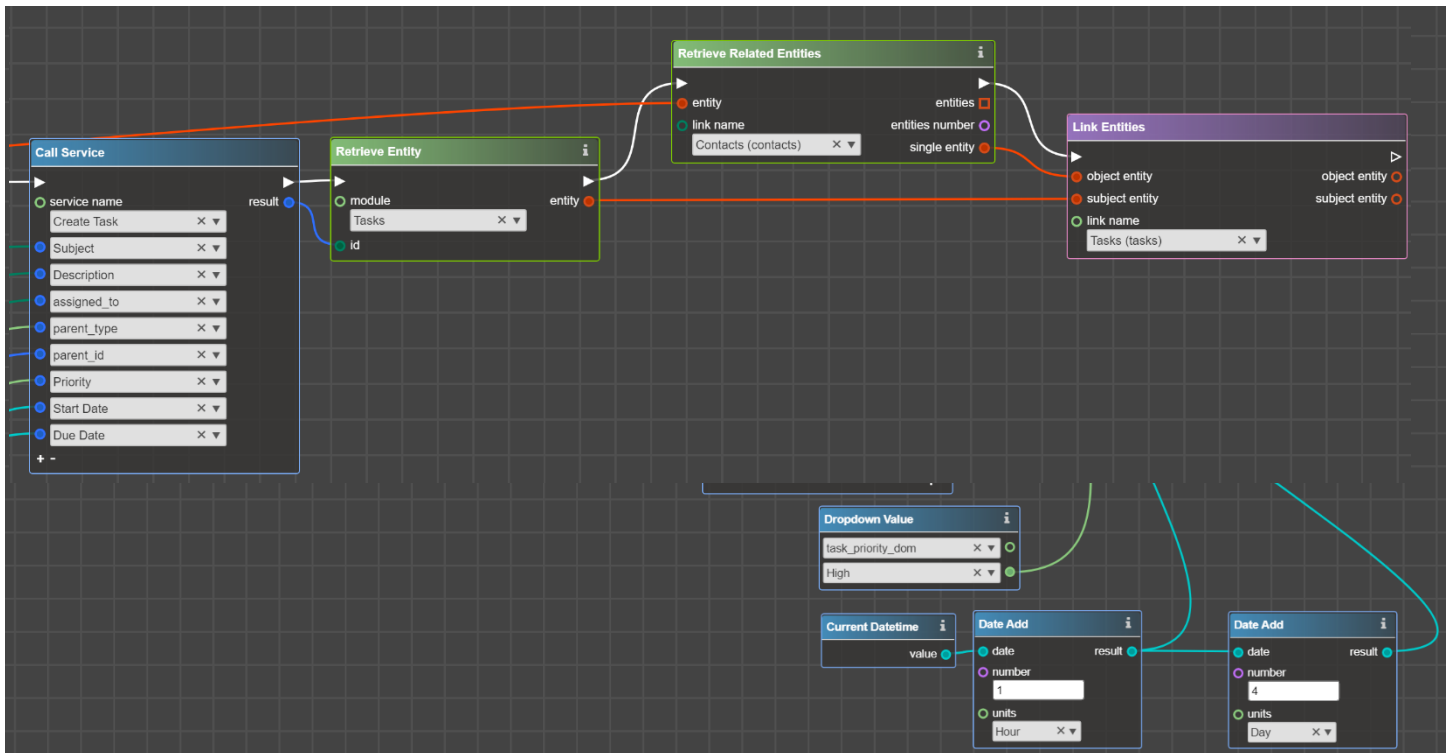 Retrieve Related Entities i
entity entities
link name entities number
Contacts (contacts) × ▼ single entity
Link Entities
object entity object entity
subject entity subject entity
link name
Tasks (tasks) × ▼
Call Service
service name result
Create Task × ▼
Subject × ▼
Description × ▼
assigned_to × ▼
parent_type × ▼
parent_id × ▼
Priority × ▼
Start Date × ▼
Due Date × ▼
+ -
Retrieve Entity i
module entity
Tasks × ▼
id
Dropdown Value i
task_priority_dom × ▼
High × ▼
Current Datetime i
value
Date Add i
date result
number
1
units
Hour × ▼
Date Add i
date result
number
4
units
Day × ▼